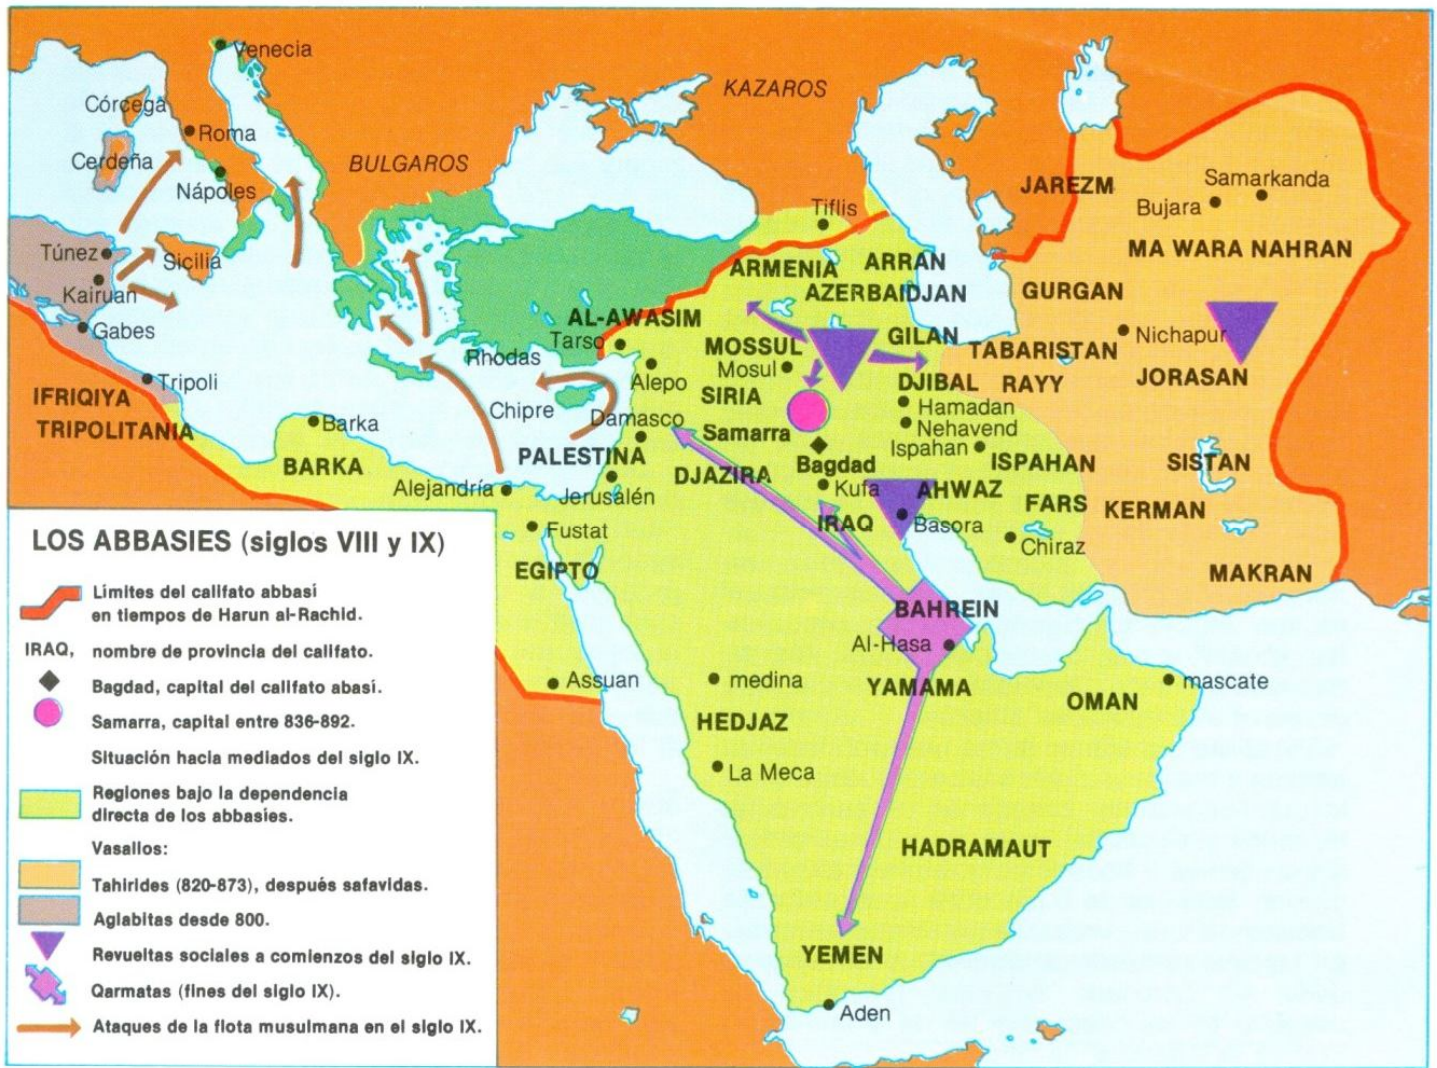 Venecia
KAZAROS
Córcega
Roma
Cerdeña
BULGAROS
Nápoles
JAREZM
Samarkanda
Bujara
Tiflis
MA WARA NAHRAN
Túnez
Sicilia
ARMENIA
ARRAN
Kairuan
AZERBAIDJAN
GURGAN
Gabes
AL-AWASIM
Tarso
MOSSUL
GILAN
Nichapur
Rhodas
TABARISTAN
Mosul
Tripoli
Alepo
DJIBAL
RAYY
JORASAN
IFRIQIYA
SIRIA
Chipre
Hamadan
TRIPOLITANIA
Barka
Damasco
Samarra
Nehavend
Ispahan
BARKA
PALESTINA
DJAZIRA
Bagdad
ISPAHAN
SISTAN
Alejandría
Jerusalén
Kufa
AHWAZ
FARS
KERMAN
Fustat
IRAQ
Basora
Chiraz
EGIPTO
MAKRAN
BAHREIN
Al-Hasa
Assuan
medina
YAMAMA
OMAN
mascate
HEDJAZ
La Meca
HADRAMAUT
YEMEN
Aden
LOS ABBASIES (siglos VIII y IX)
Límites del califato abbasí
en tiempos de Harun al-Rachid.
IRAQ, nombre de provincia del califato.
Bagdad, capital del califato abasí.
Samarra, capital entre 836-892.
Situación hacia mediados del siglo IX.
Regiones bajo la dependencia
directa de los abbasíes.
Vasallos:
Tahirides (820-873), después safavidas.
Aglabitas desde 800.
Revueltas sociales a comienzos del siglo IX.
Qarmatas (fines del siglo IX).
Ataques de la flota musulmana en el siglo IX.